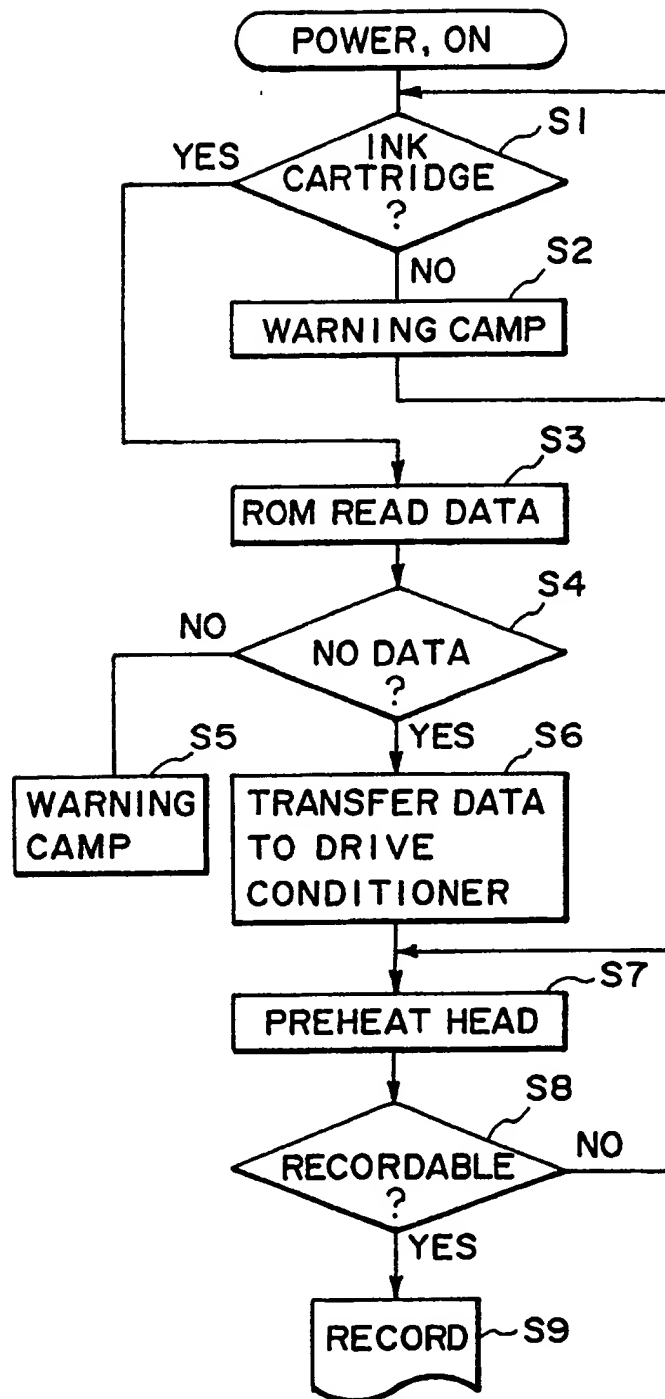 POWER, ON
S1
YES
INK
CARTRIDGE
?
NO
S2
WARNING CAMP
S3
ROM READ DATA
S4
NO
NO DATA
?
YES
S5
S6
WARNING
CAMP
TRANSFER DATA
TO DRIVE
CONDITIONER
S7
PREHEAT HEAD
S8
NO
RECORDABLE
?
YES
RECORD
S9